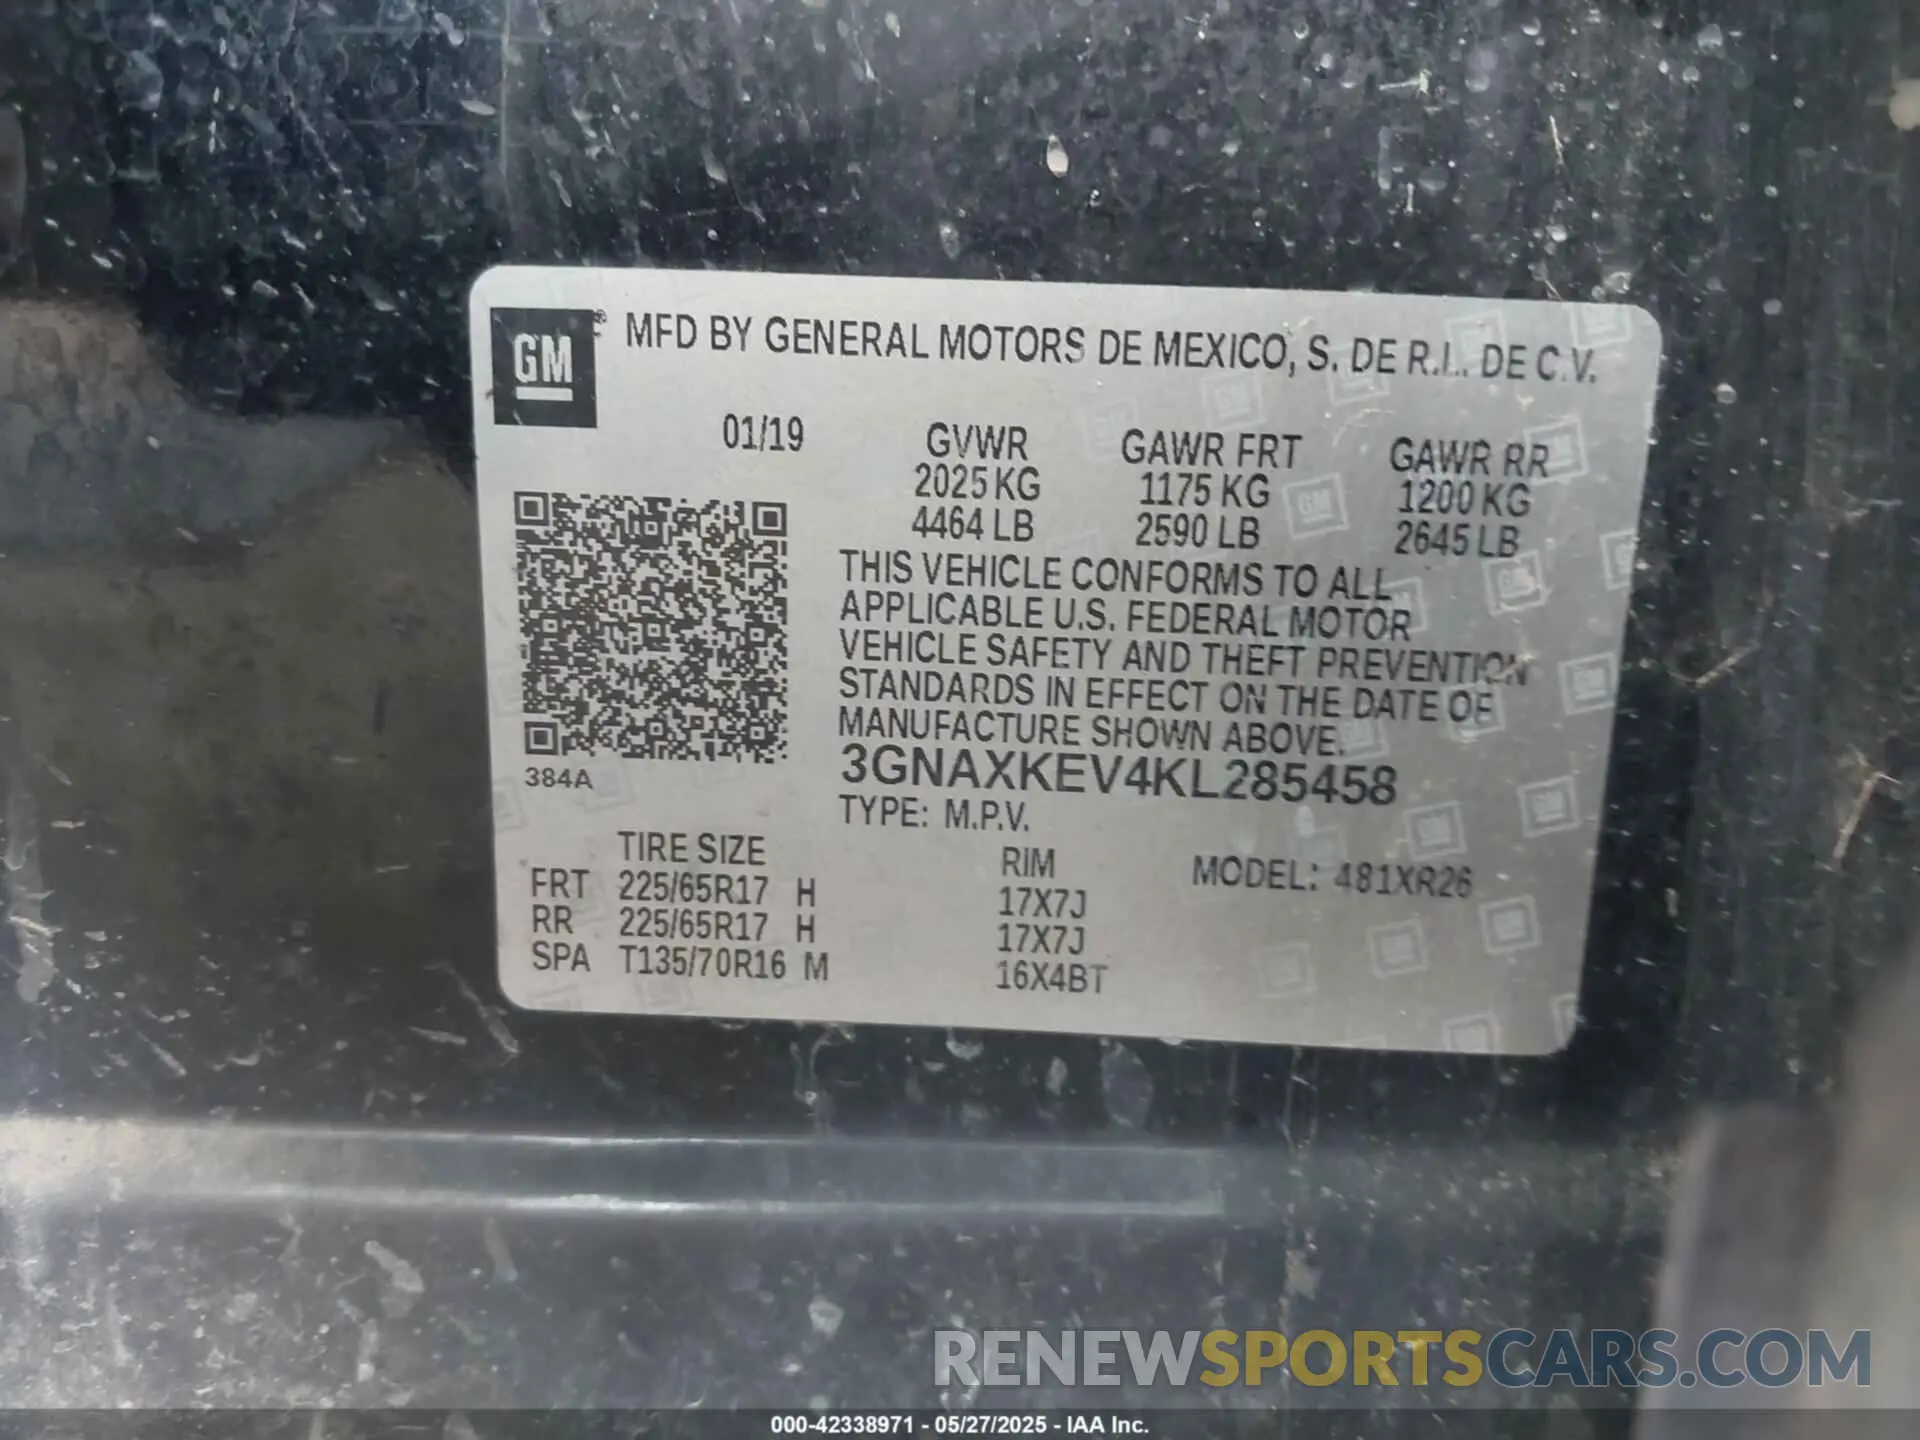 GM ® MFD BY GENERAL MOTORS DE MEXICO, S. DE R.L. DE C.V.
01/19 GVWR GAWR FRT GAWR RR
2025 KG 1175 KG 1200 KG
4464 LB 2590 LB 2645 LB
THIS VEHICLE CONFORMS TO ALL
APPLICABLE U.S. FEDERAL MOTOR
VEHICLE SAFETY AND THEFT PREVENTION
STANDARDS IN EFFECT ON THE DATE OF
MANUFACTURE SHOWN ABOVE.
384A 3GNAXKEV4KL285458
TYPE: M.P.V.
TIRE SIZE RIM MODEL: 481XR26
FRT 225/65R17 H 17X7J
RR 225/65R17 H 17X7J
SPA T135/70R16 M 16X4BT
RENEWSPORTSCARS.COM
000-42338971 - 05/27/2025 - IAA Inc.